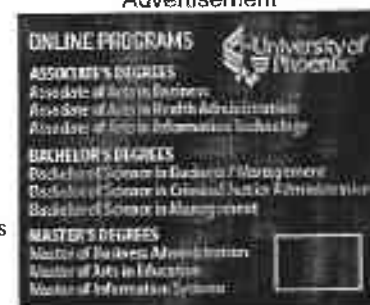 Advertisement
ONLINE PROGRAMS
University of
Phoenix
ASSOCIATE'S DEGREES
Associate of Arts in Business
Associate of Arts in Health Administration
Associate of Arts in Information Technology
BACHELOR'S DEGREES
Bachelor of Science in Business / Management
Bachelor of Science in Criminal Justice Administration
Bachelor of Science in Management
s
MASTER'S DEGREES
Master of Business Administration
Master of Arts in Education
Master of Information Systems